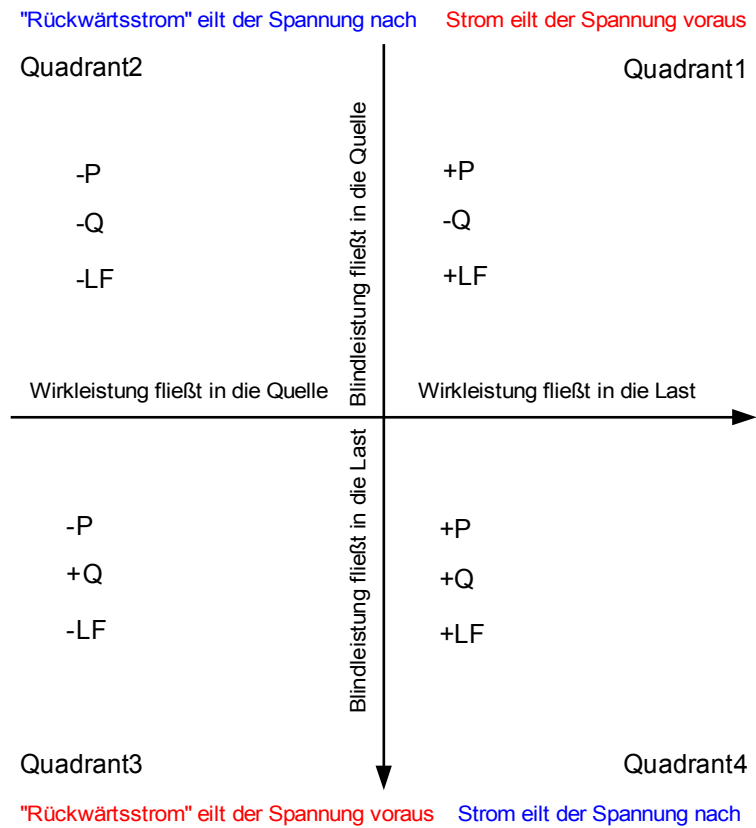 "Rückwärtsstrom" eilt der Spannung nach
Strom eilt der Spannung voraus
Quadrant2
Quadrant1
-P
-Q
-LF
Blindleistung fließt in die Quelle
+P
-Q
+LF
Wirkleistung fließt in die Quelle
Wirkleistung fließt in die Last
-P
+Q
-LF
Blindleistung fließt in die Last
+P
+Q
+LF
Quadrant3
Quadrant4
"Rückwärtsstrom" eilt der Spannung voraus
Strom eilt der Spannung nach